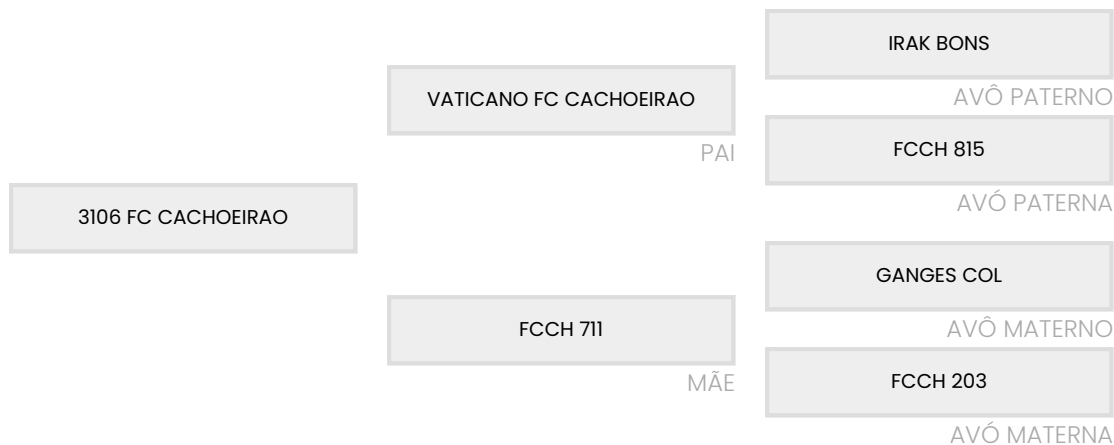 IRAK BONS
AVÔ PATERNO
VATICANO FC CACHOEIRAO
PAI
FCCH 815
AVÓ PATERNA
3106 FC CACHOEIRAO
GANGES COL
AVÔ MATERNO
FCCH 711
MÃE
FCCH 203
AVÓ MATERNA